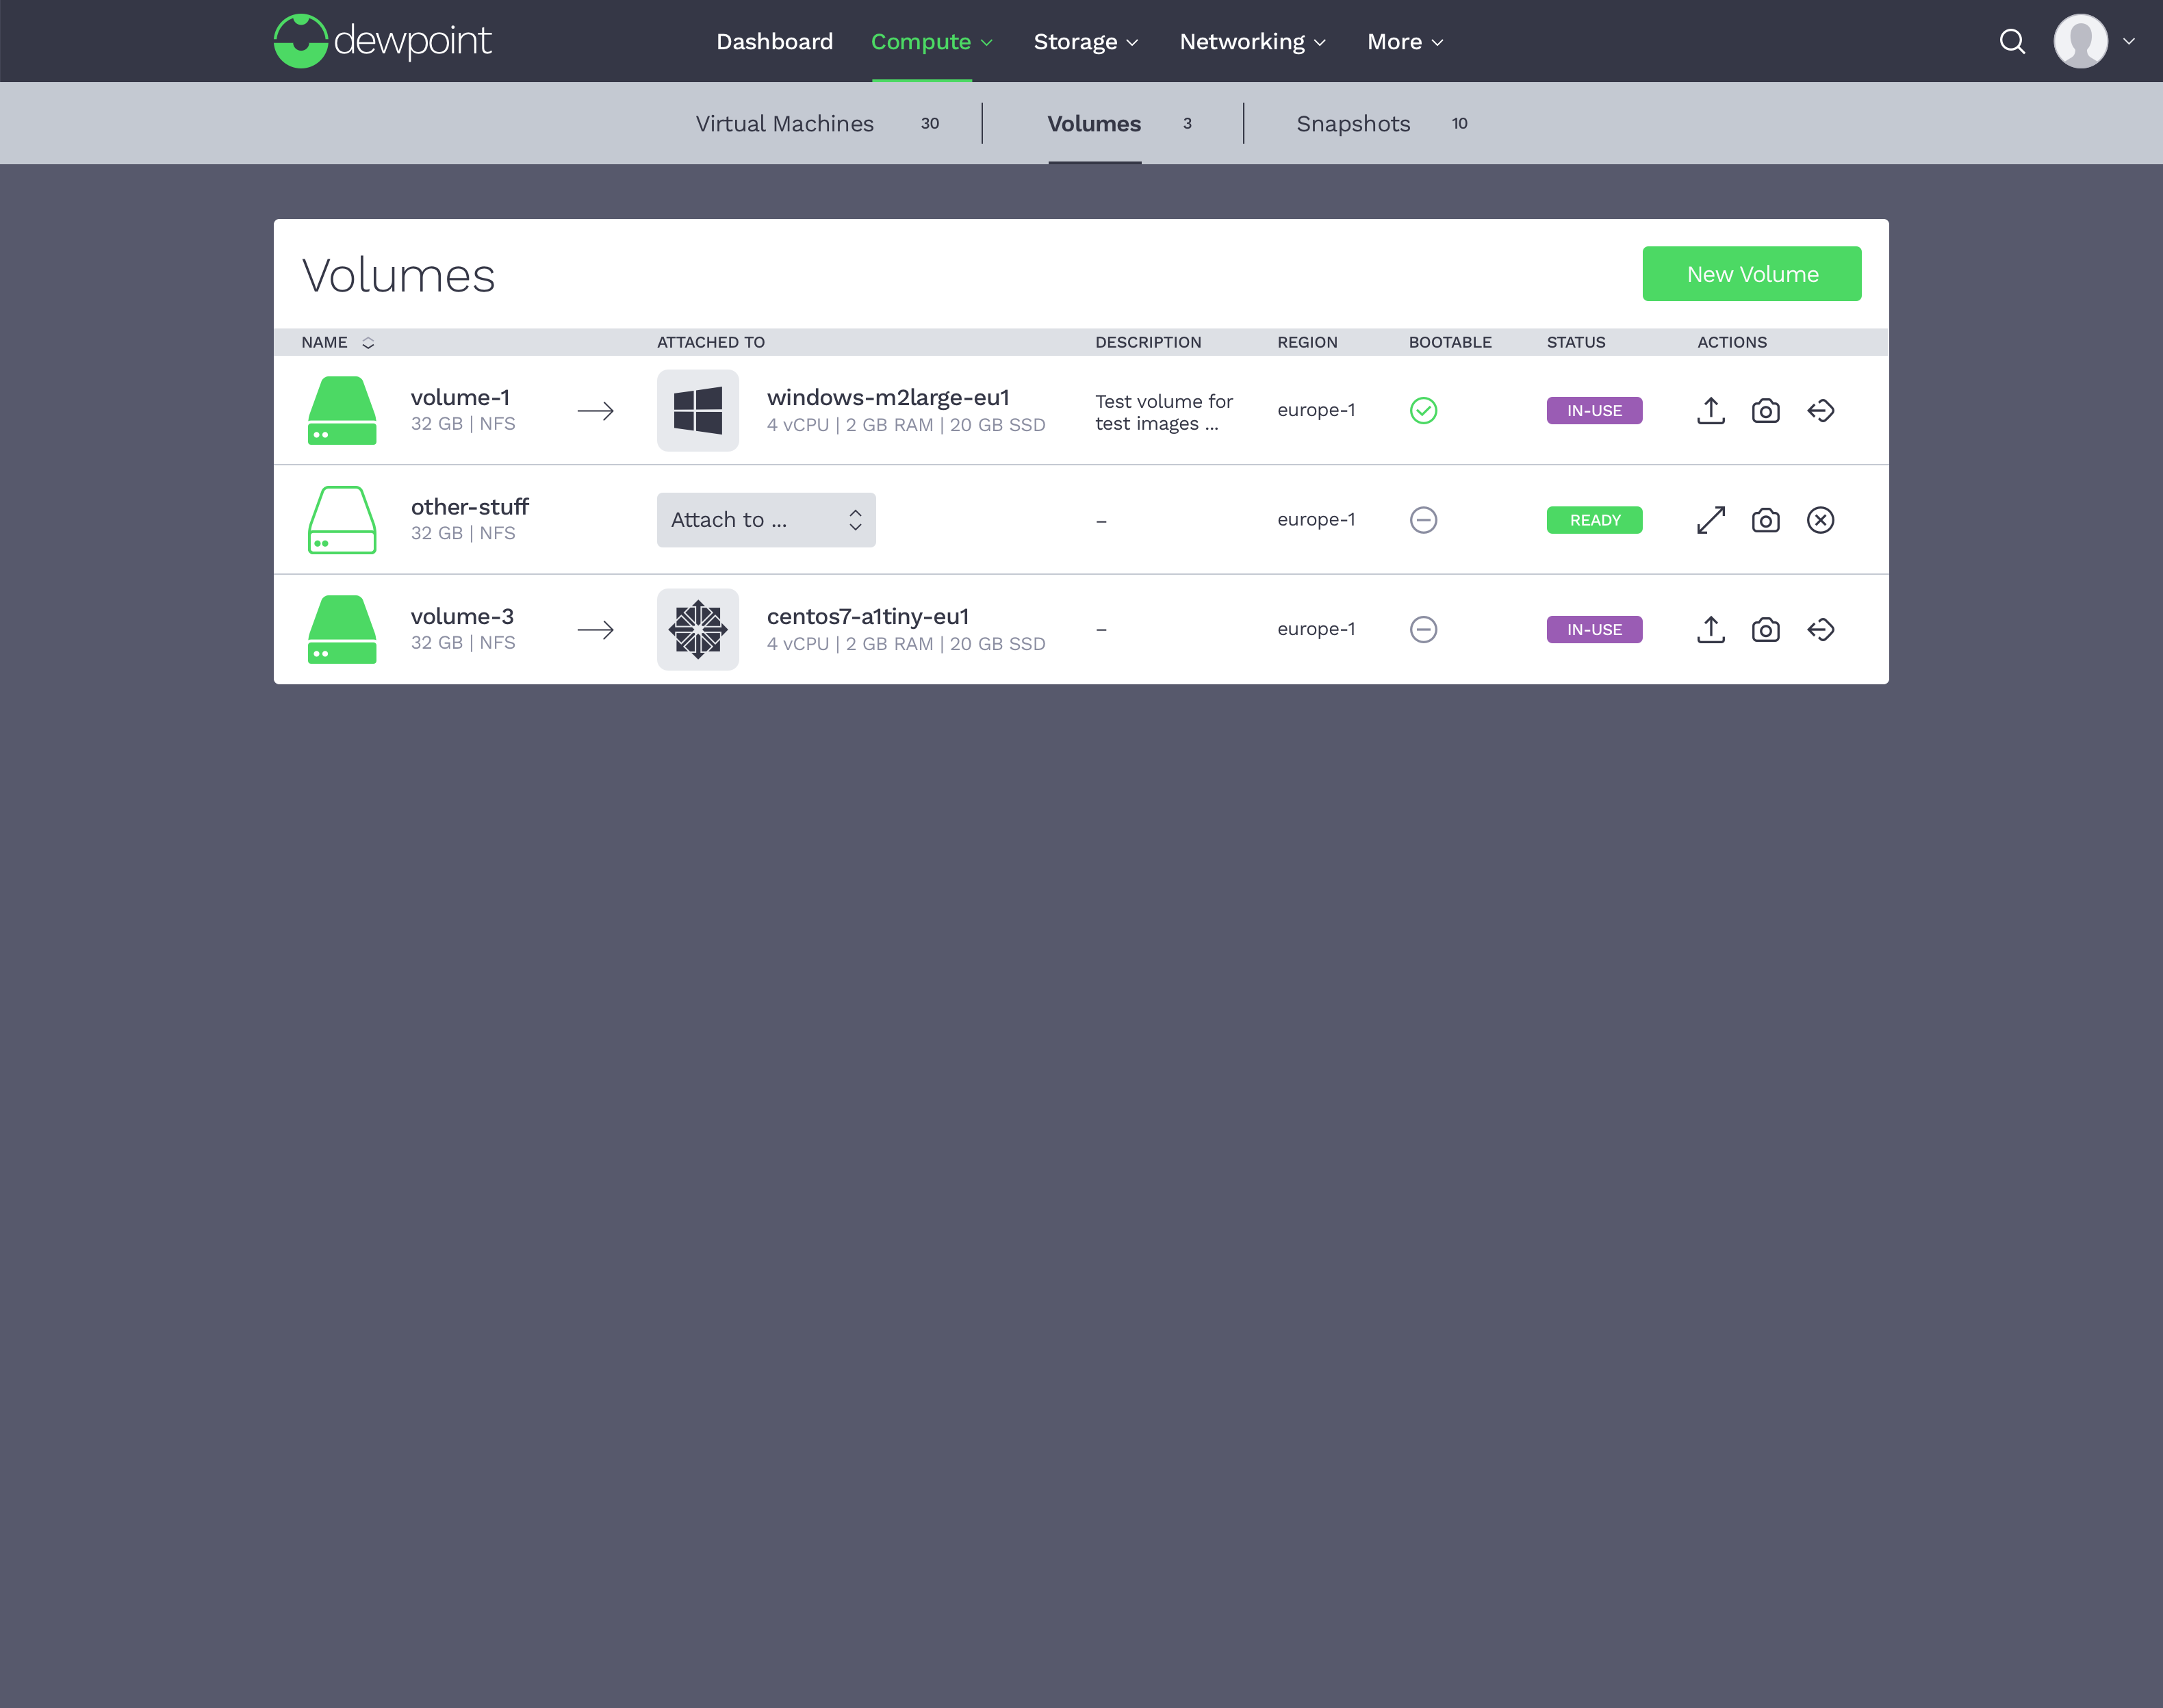 dewpoint
Dashboard Compute Storage Networking More
Virtual Machines 30 Volumes 3 Snapshots 10
Volumes
New Volume
NAME ATTACHED TO DESCRIPTION REGION BOOTABLE STATUS ACTIONS
volume-1
32 GB | NFS
windows-m2large-eu1
4 vCPU | 2 GB RAM | 20 GB SSD
Test volume for
test images ...
europe-1
IN-USE
other-stuff
32 GB | NFS
Attach to ...
–
europe-1
READY
volume-3
32 GB | NFS
centos7-a1tiny-eu1
4 vCPU | 2 GB RAM | 20 GB SSD
–
europe-1
IN-USE